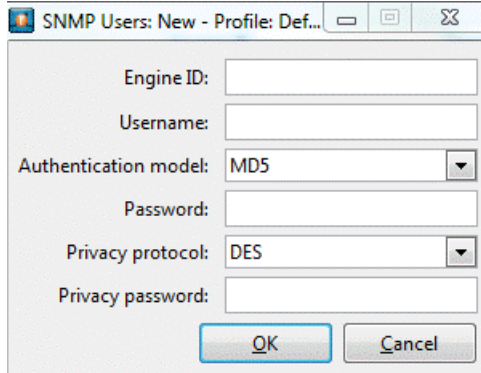 SNMP Users: New - Profile: Def...
Engine ID:
Username:
Authentication model: MD5
Password:
Privacy protocol: DES
Privacy password:
OK Cancel